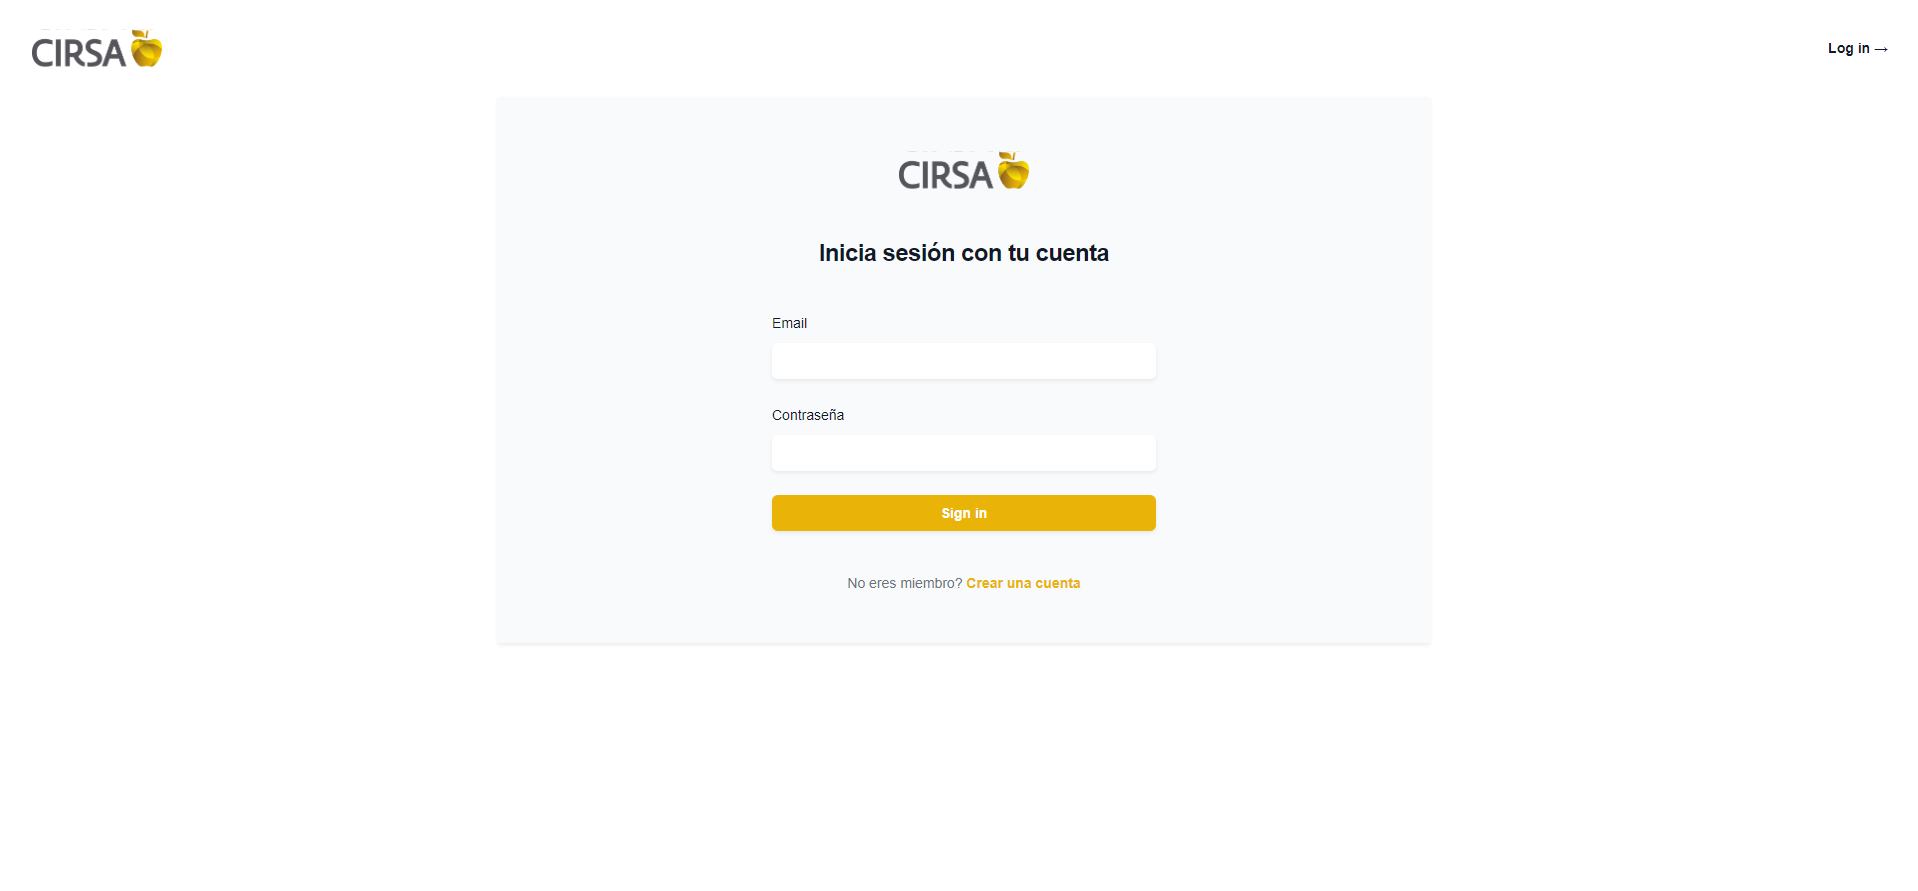 CIRSA
Log in →
CIRSA
Inicia sesión con tu cuenta
Email
Contraseña
Sign in
No eres miembro? Crear una cuenta